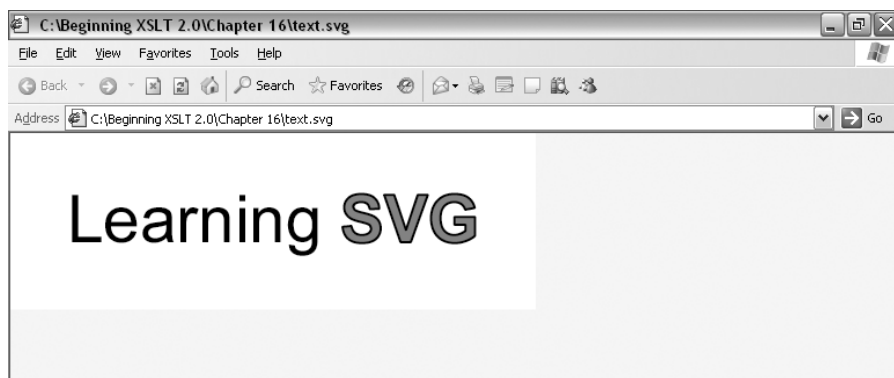 C:\Beginning XSLT 2.0\Chapter 16\text.svg
File Edit View Favorites Tools Help
Back Search Favorites
Address C:\Beginning XSLT 2.0\Chapter 16\text.svg Go
Learning SVG